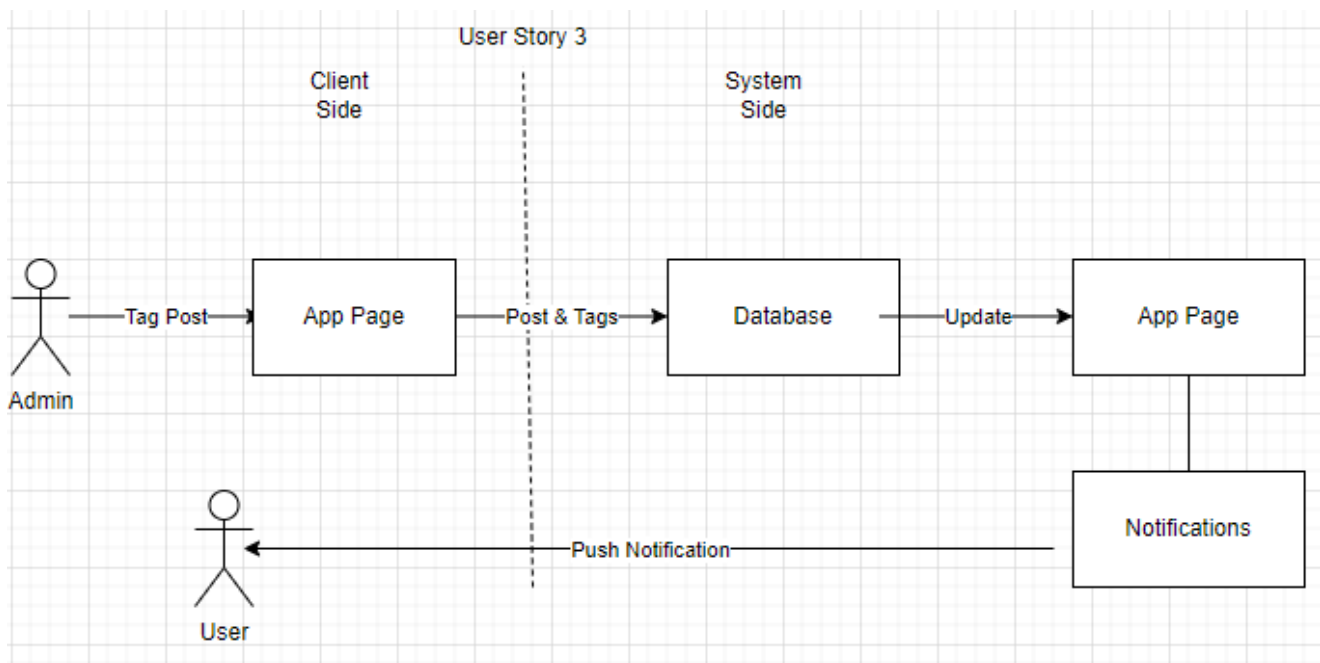 User Story 3
Client
Side
System
Side
Tag Post
App Page
Post & Tags
Database
Update
App Page
Admin
Notifications
Push Notification
User